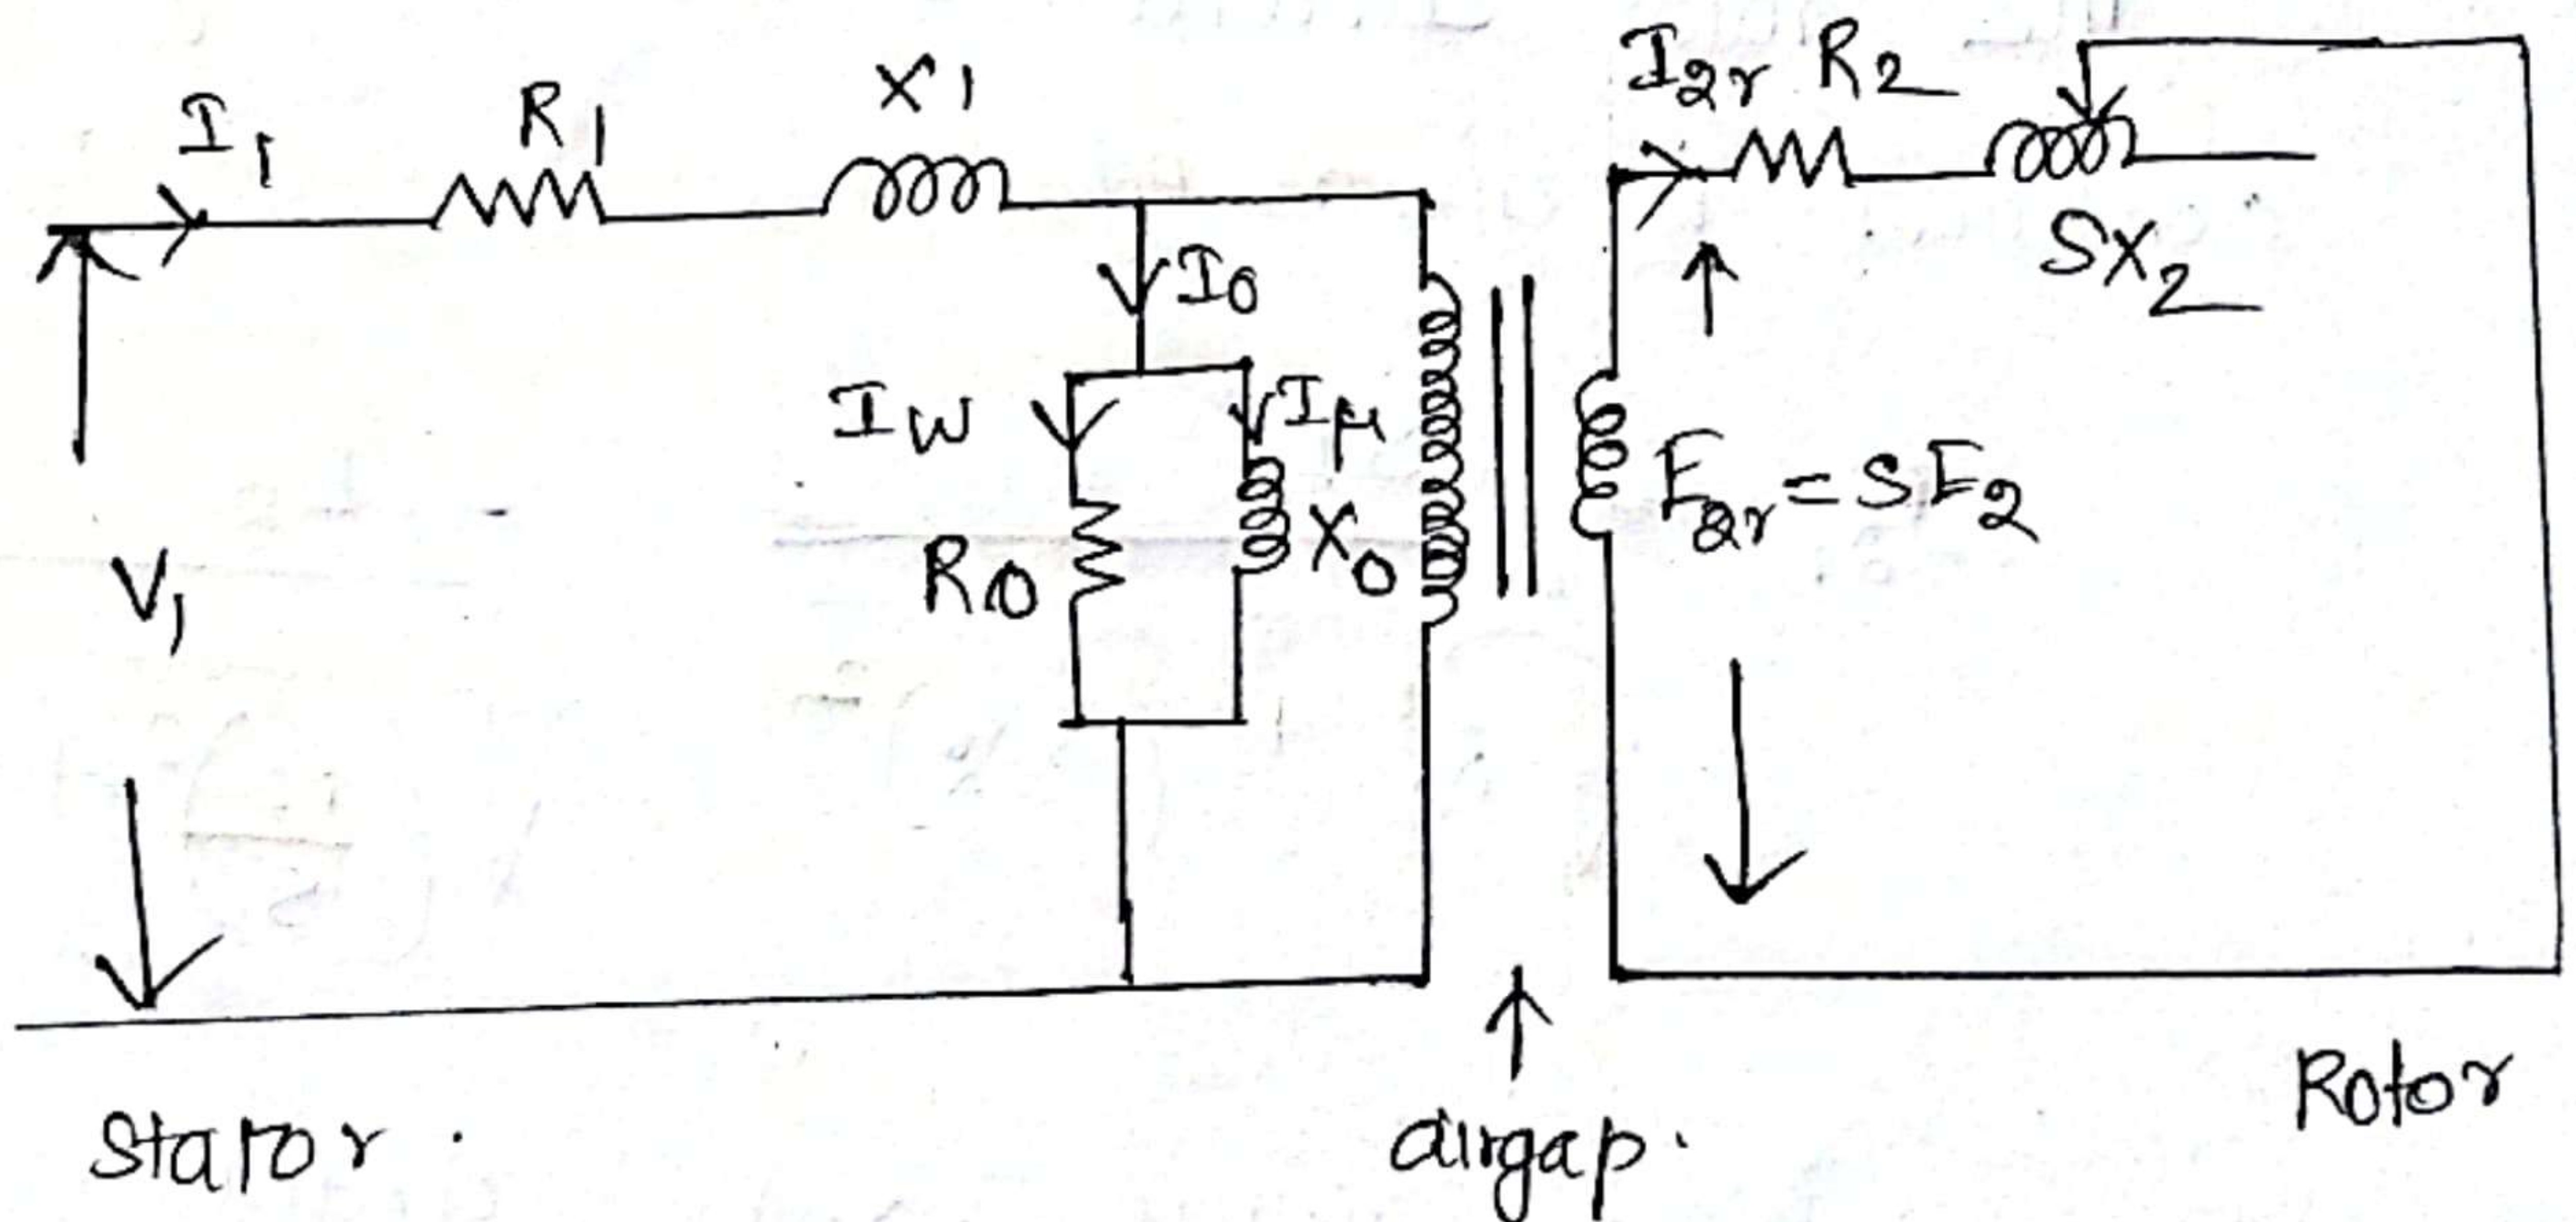 I1
R1
X1
I2r R2
SX2
I0
Iw
Iμ
R0
X0
E2r = SE2
V1
Stator.
airgap.
Rotor